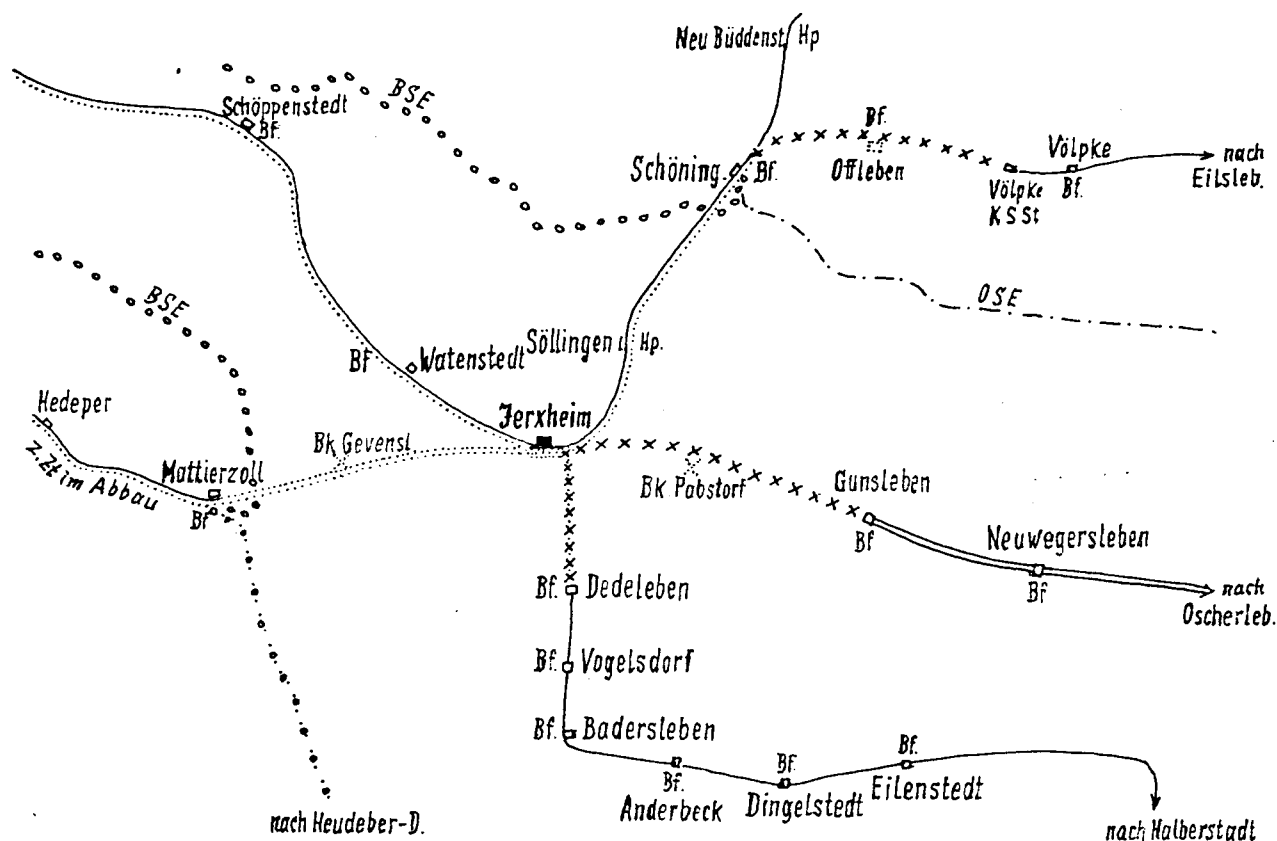 Neu Büddenst. Hp
BSE
Schöppenstedt
Bf.
Bf.
Offleben
Völpke
Bf.
nach
Eilsleb.
Schöning.
Bf.
Völpke
KSSt
BSE
OSE
Söllingen
Hp.
Bf
Watenstedt
Jerxheim
Hedeper
Bk Gevensl.
z.Zt im Abbau
Mattierzoll
Bf
Bk Pabstorf
Gunsleben
Bf
Neuwegersleben
Bf
nach
Oscherleb.
Bf. Dedeleben
Bf. Vogelsdorf
Bf. Badersleben
Bf.
Anderbeck
Bf.
Dingelstedt
Bf.
Eilenstedt
nach Heudeber-D.
nach Halberstadt